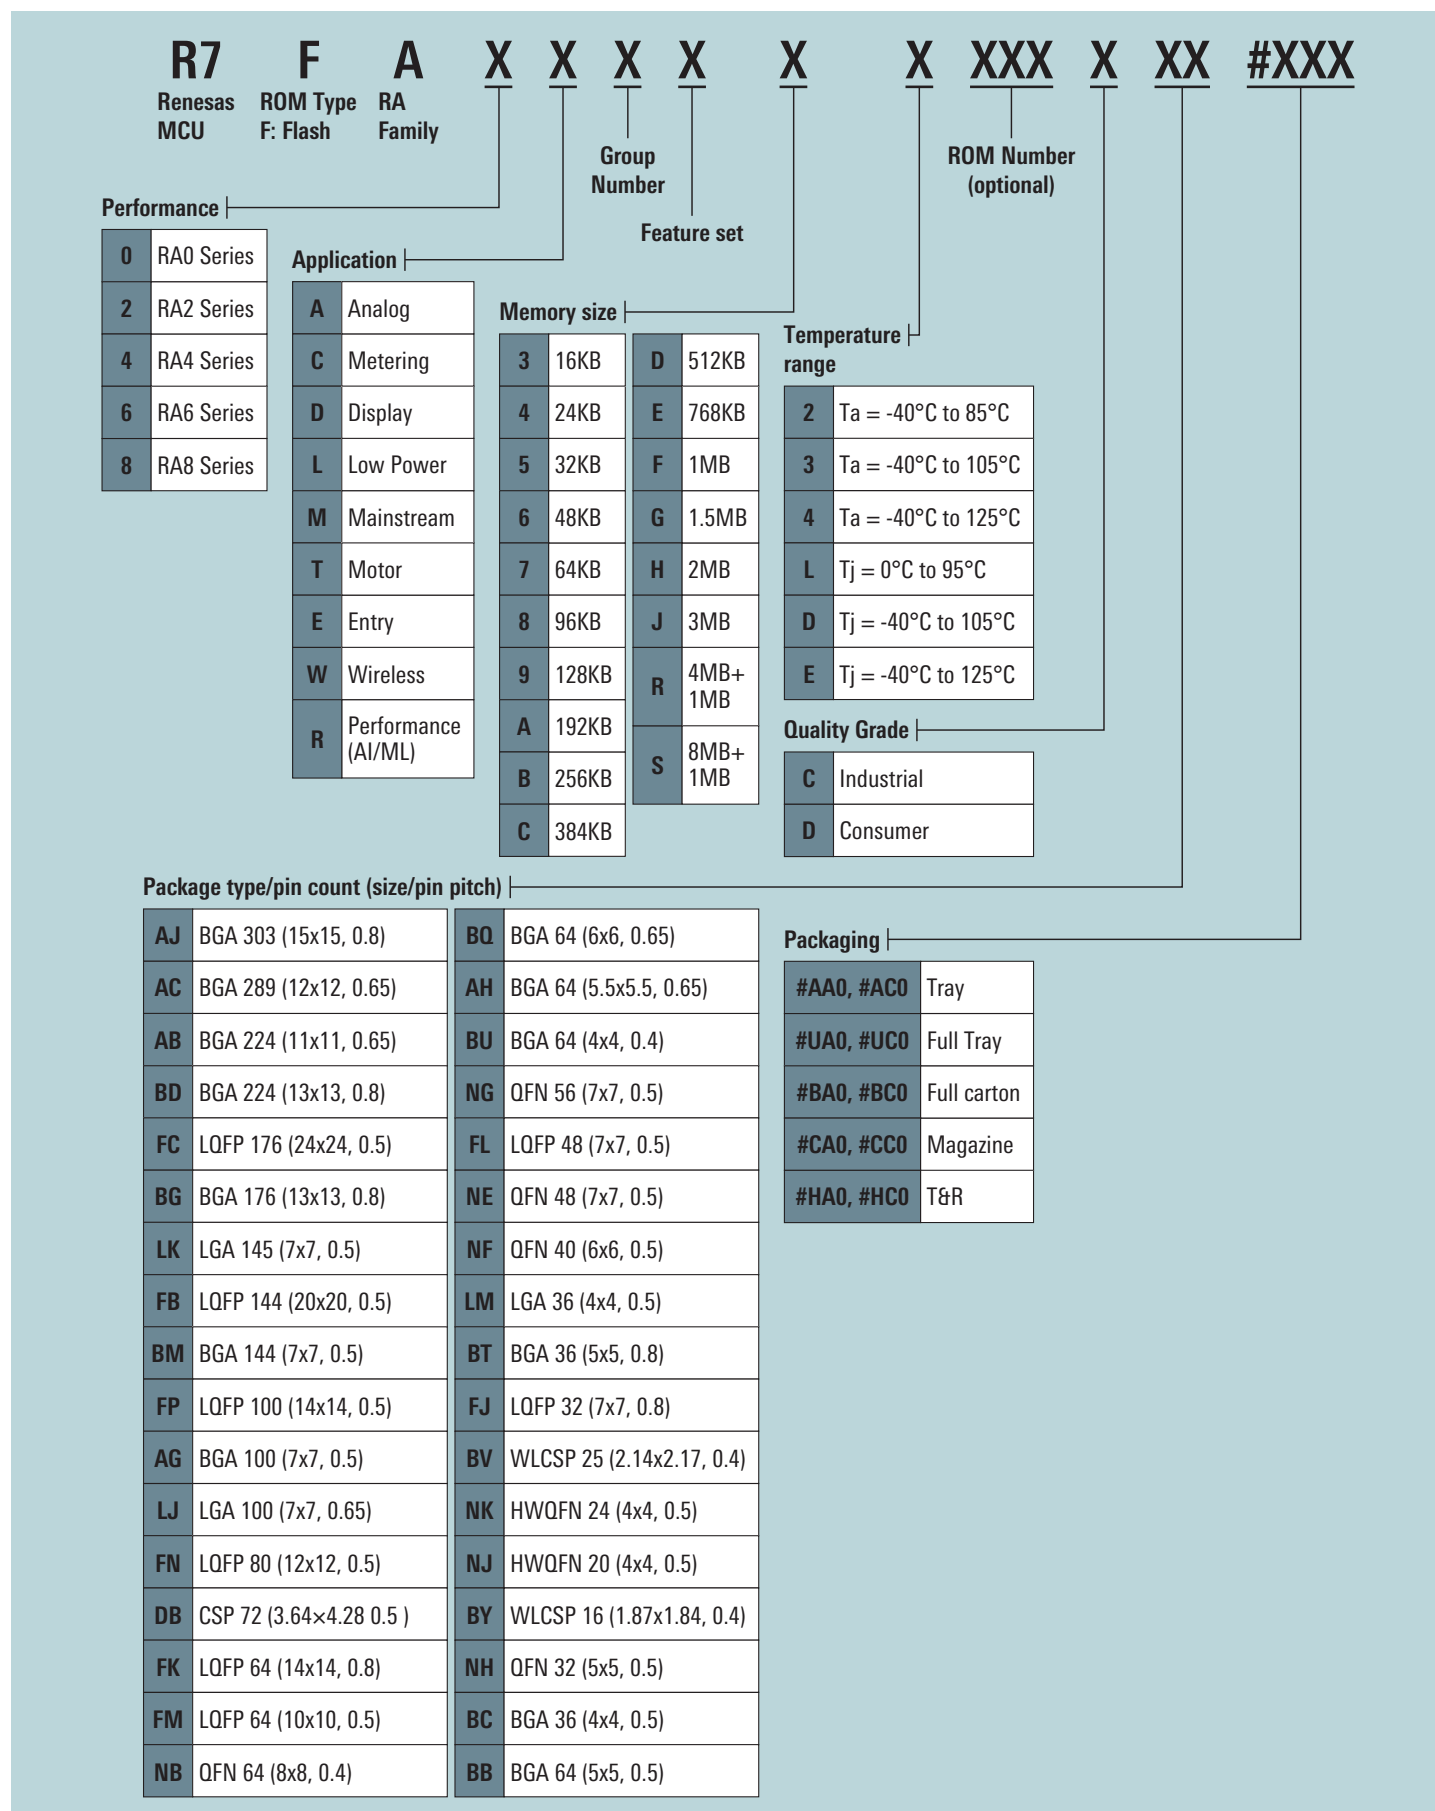 R7 F A X X X X X X XXX X XX #XXX
Renesas MCU
ROM Type F: Flash
RA Family
Group Number
ROM Number (optional)
Feature set
Performance
0 RA0 Series
2 RA2 Series
4 RA4 Series
6 RA6 Series
8 RA8 Series
Application
A Analog
C Metering
D Display
L Low Power
M Mainstream
T Motor
E Entry
W Wireless
R Performance (AI/ML)
Memory size
3 16KB
4 24KB
5 32KB
6 48KB
7 64KB
8 96KB
9 128KB
A 192KB
B 256KB
C 384KB
D 512KB
E 768KB
F 1MB
G 1.5MB
H 2MB
J 3MB
R 4MB+ 1MB
S 8MB+ 1MB
Temperature range
2 Ta = -40°C to 85°C
3 Ta = -40°C to 105°C
4 Ta = -40°C to 125°C
L Tj = 0°C to 95°C
D Tj = -40°C to 105°C
E Tj = -40°C to 125°C
Quality Grade
C Industrial
D Consumer
Package type/pin count (size/pin pitch)
AJ BGA 303 (15x15, 0.8)
AC BGA 289 (12x12, 0.65)
AB BGA 224 (11x11, 0.65)
BD BGA 224 (13x13, 0.8)
FC LQFP 176 (24x24, 0.5)
BG BGA 176 (13x13, 0.8)
LK LGA 145 (7x7, 0.5)
FB LQFP 144 (20x20, 0.5)
BM BGA 144 (7x7, 0.5)
FP LQFP 100 (14x14, 0.5)
AG BGA 100 (7x7, 0.5)
LJ LGA 100 (7x7, 0.65)
FN LQFP 80 (12x12, 0.5)
DB CSP 72 (3.64×4.28 0.5 )
FK LQFP 64 (14x14, 0.8)
FM LQFP 64 (10x10, 0.5)
NB QFN 64 (8x8, 0.4)
BQ BGA 64 (6x6, 0.65)
AH BGA 64 (5.5x5.5, 0.65)
BU BGA 64 (4x4, 0.4)
NG QFN 56 (7x7, 0.5)
FL LQFP 48 (7x7, 0.5)
NE QFN 48 (7x7, 0.5)
NF QFN 40 (6x6, 0.5)
LM LGA 36 (4x4, 0.5)
BT BGA 36 (5x5, 0.8)
FJ LQFP 32 (7x7, 0.8)
BV WLCSP 25 (2.14x2.17, 0.4)
NK HWQFN 24 (4x4, 0.5)
NJ HWQFN 20 (4x4, 0.5)
BY WLCSP 16 (1.87x1.84, 0.4)
NH QFN 32 (5x5, 0.5)
BC BGA 36 (4x4, 0.5)
BB BGA 64 (5x5, 0.5)
Packaging
#AA0, #AC0 Tray
#UA0, #UC0 Full Tray
#BA0, #BC0 Full carton
#CA0, #CC0 Magazine
#HA0, #HC0 T&R